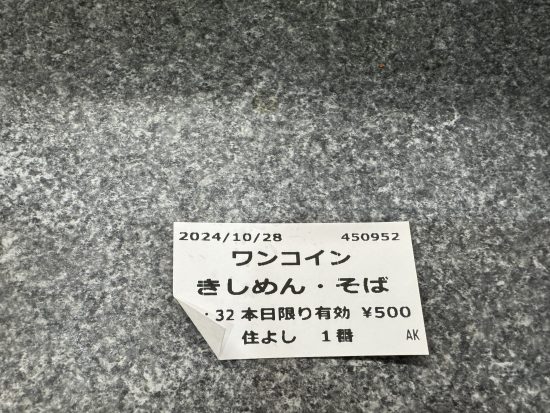 2024/10/28 450952
ワンコイン
きしめん・そば
・32 本日限り有効 ¥500
住よし 1番 AK